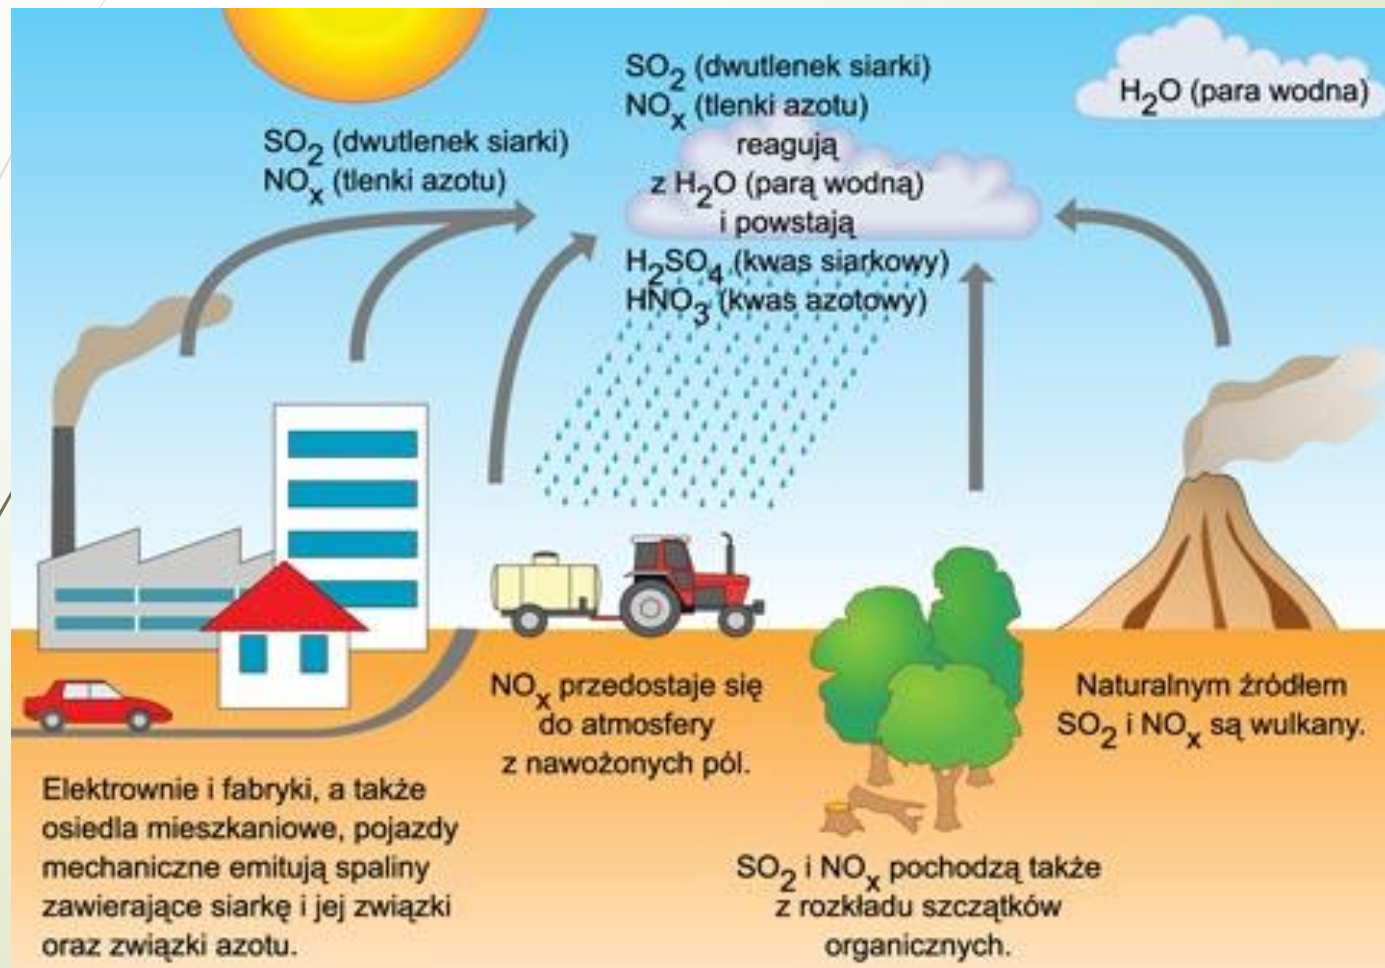 SO₂ (dwutlenek siarki)
NOₓ (tlenki azotu)
SO₂ (dwutlenek siarki)
NOₓ (tlenki azotu)
reagują
z H₂O (parą wodną)
i powstają
H₂SO₄ (kwas siarkowy)
HNO₃ (kwas azotowy)
H₂O (para wodna)
Elektrownie i fabryki, a także
osiedla mieszkaniowe, pojazdy
mechaniczne emitują spaliny
zawierające siarkę i jej związki
oraz związki azotu.
NOₓ przedostaje się
do atmosfery
z nawożonych pól.
SO₂ i NOₓ pochodzą także
z rozkładu szczątków
organicznych.
Naturalnym źródłem
SO₂ i NOₓ są wulkany.